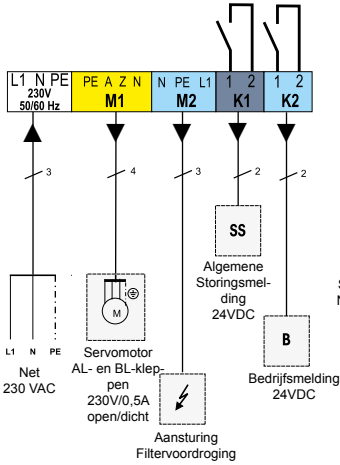 L1 N PE
230V
50/60 Hz
PE A Z N
M1
N PE L1
M2
1 2
K1
1 2
K2
3
4
3
2
2
SS
Algemene
Storingsmel-
ding
24VDC
M
L1 N PE
Net
230 VAC
Servomotor
AL- en BL-klep-
pen
230V/0,5A
open/dicht
B
Bedrijfsmelding
24VDC
Aansturing
Filtervoordroging